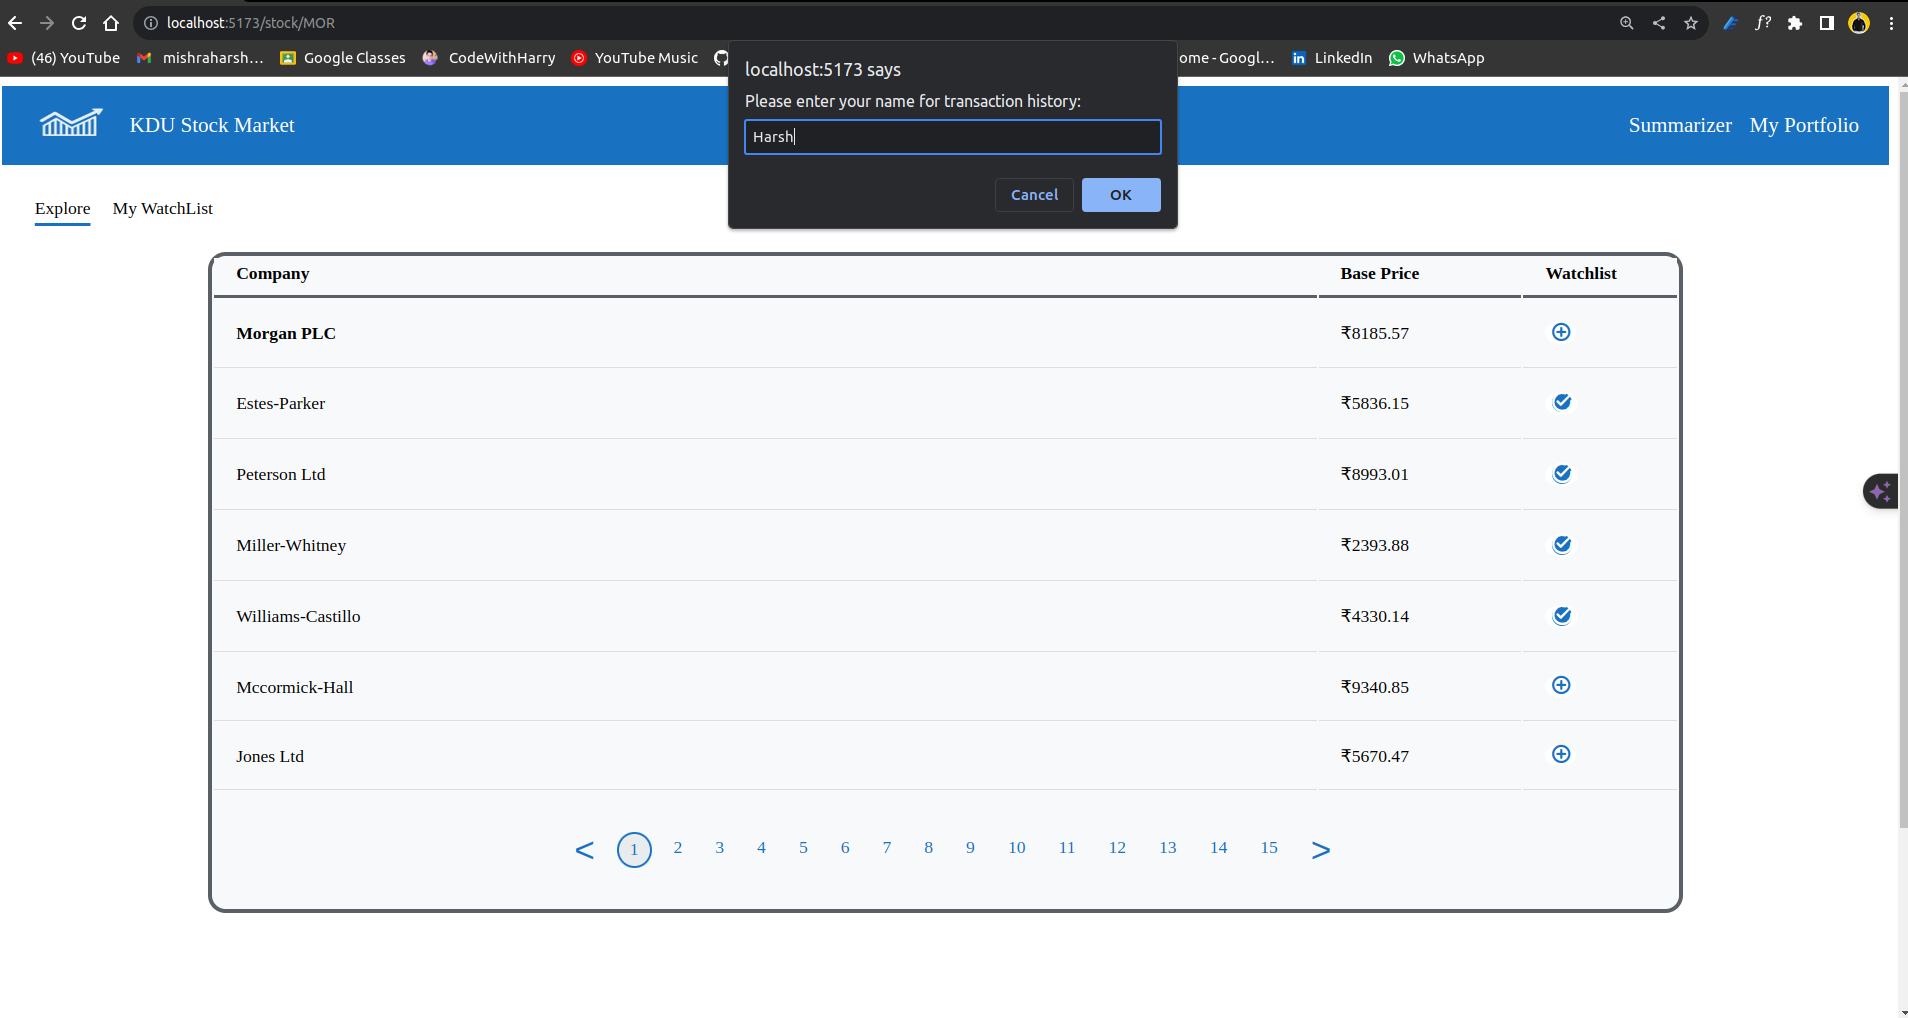 localhost:5173/stock/MOR
(46) YouTube mishraharsh... Google Classes CodeWithHarry YouTube Music ome - Googl... LinkedIn WhatsApp
localhost:5173 says
Please enter your name for transaction history:
Harsh
Cancel OK
KDU Stock Market Summarizer My Portfolio
Explore My WatchList
Company Base Price Watchlist
Morgan PLC ₹8185.57
Estes-Parker ₹5836.15
Peterson Ltd ₹8993.01
Miller-Whitney ₹2393.88
Williams-Castillo ₹4330.14
Mccormick-Hall ₹9340.85
Jones Ltd ₹5670.47
< 1 2 3 4 5 6 7 8 9 10 11 12 13 14 15 >